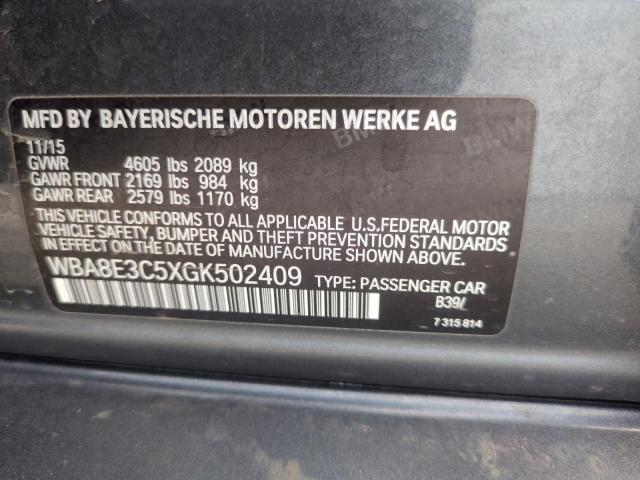 MFD BY BAYERISCHE MOTOREN WERKE AG
11/15
GVWR 4605 lbs 2089 kg
GAWR FRONT 2169 lbs 984 kg
GAWR REAR 2579 lbs 1170 kg
THIS VEHICLE CONFORMS TO ALL APPLICABLE U.S.FEDERAL MOTOR
VEHICLE SAFETY, BUMPER AND THEFT PREVENTION STANDARDS
IN EFFECT ON THE DATE OF MANUFACTURE SHOWN ABOVE.
WBA8E3C5XGK502409 TYPE: PASSENGER CAR
B39/
7 315 814